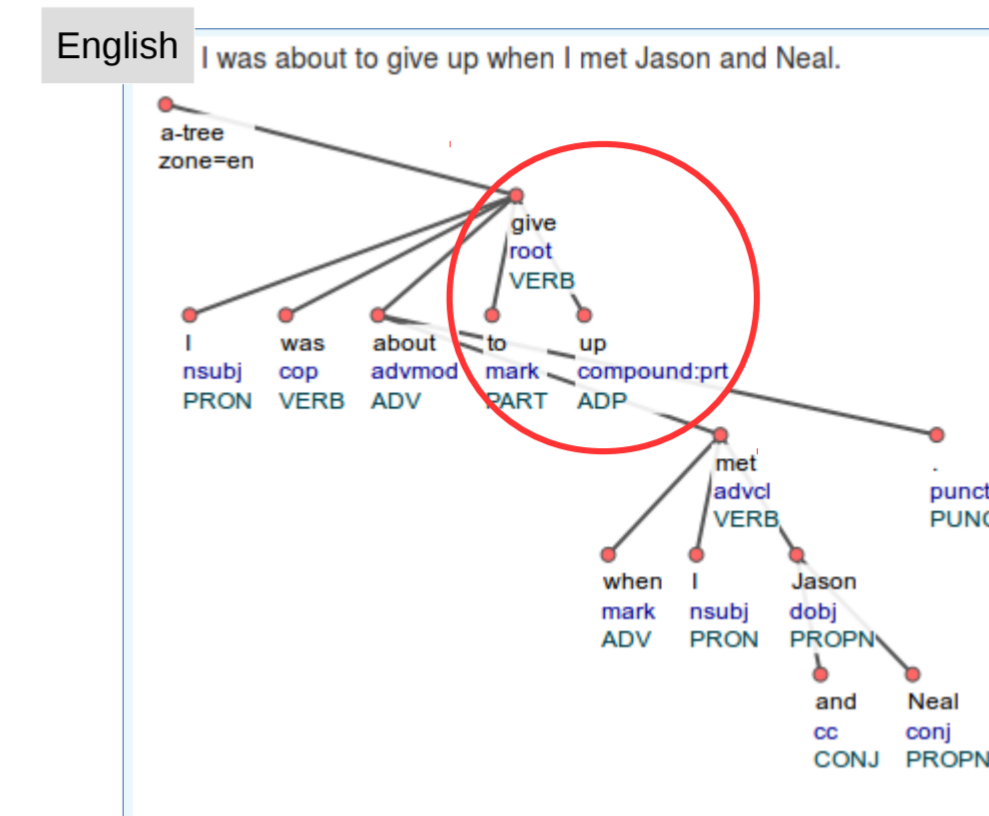 English
I was about to give up when I met Jason and Neal.
a-tree
zone=en
give
root
VERB
I was about to up
nsubj cop advmod mark compound:prt
PRON VERB ADV PART ADP
met .
advcl punct
VERB PUNC
when I Jason
mark nsubj dobj
ADV PRON PROPN
and Neal
cc conj
CONJ PROPN